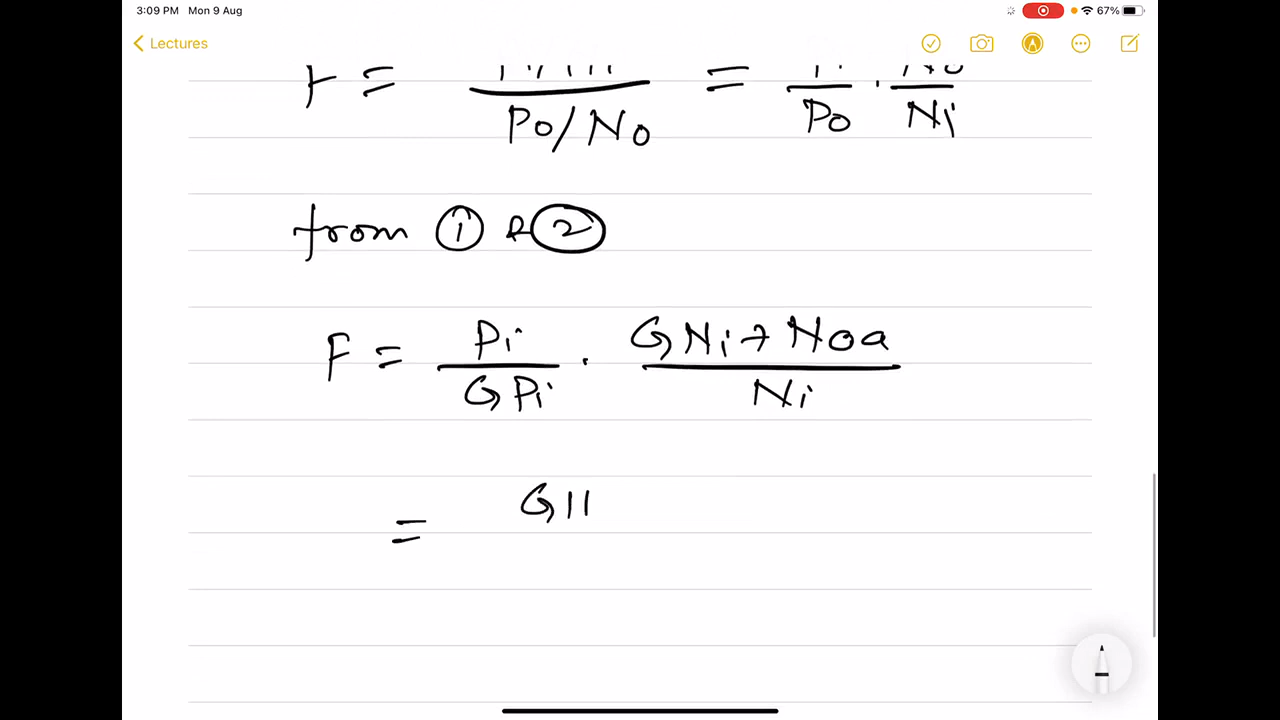 3:09 PM Mon 9 Aug 67%
Lectures
F = / Po/No = Po . No/Ni
from ① & ②
F = Pi/GPi . GNi + Noa/Ni
= G